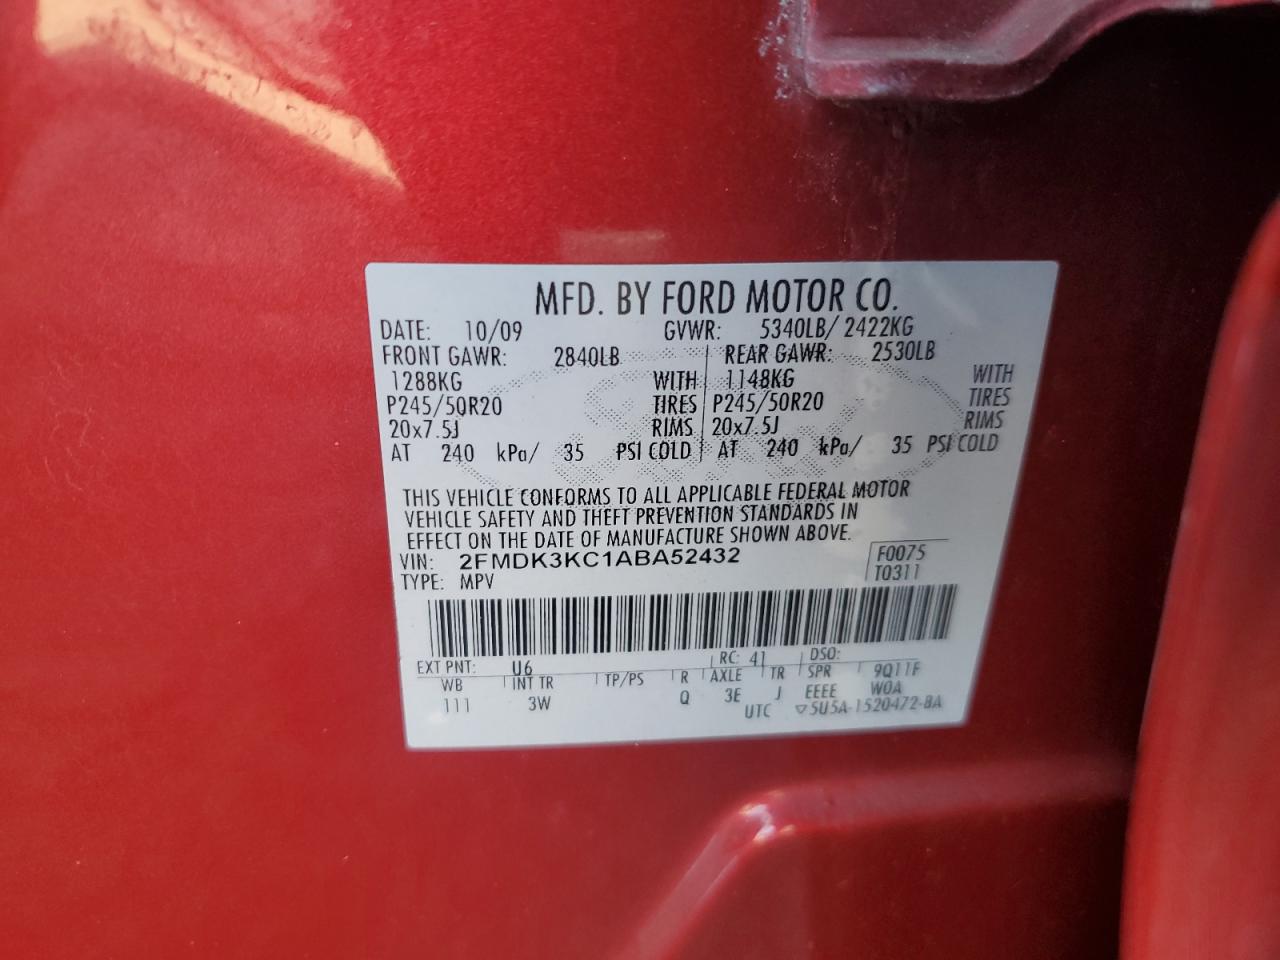 MFD. BY FORD MOTOR CO.
DATE: 10/09 GVWR: 5340LB/ 2422KG
FRONT GAWR: 2840LB REAR GAWR: 2530LB
1288KG WITH 1148KG WITH
P245/50R20 TIRES P245/50R20 TIRES
20x7.5J RIMS 20x7.5J RIMS
AT 240 kPa/ 35 PSI COLD AT 240 kPa/ 35 PSI COLD
THIS VEHICLE CONFORMS TO ALL APPLICABLE FEDERAL MOTOR
VEHICLE SAFETY AND THEFT PREVENTION STANDARDS IN
EFFECT ON THE DATE OF MANUFACTURE SHOWN ABOVE.
VIN: 2FMDK3KC1ABA52432 F0075
TYPE: MPV T0311
EXT PNT: U6 RC: 41 DSO:
WB INT TR TP/PS R AXLE TR SPR 9Q11F
111 3W Q 3E J EEEE W0A
UTC ▽5U5A-1520472-BA